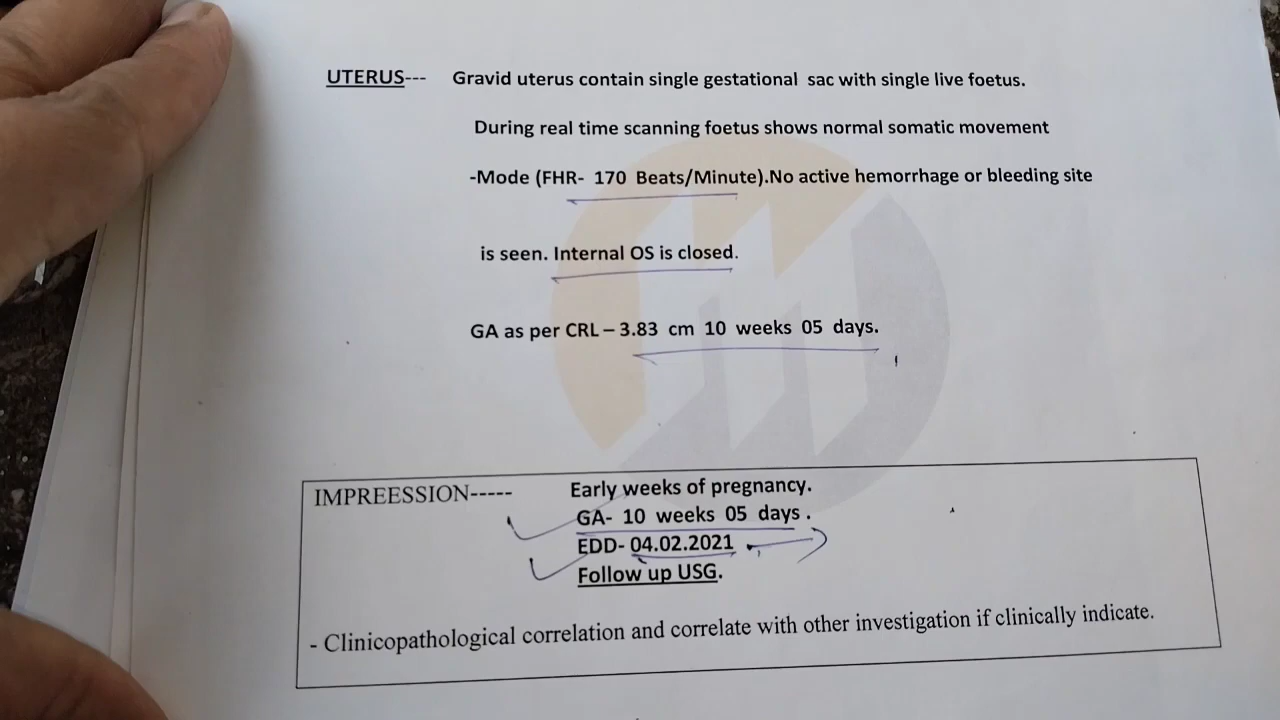 UTERUS--- Gravid uterus contain single gestational sac with single live foetus.
During real time scanning foetus shows normal somatic movement
-Mode (FHR- 170 Beats/Minute).No active hemorrhage or bleeding site
is seen. Internal OS is closed.
GA as per CRL – 3.83 cm 10 weeks 05 days.
IMPREESSION----- Early weeks of pregnancy.
GA- 10 weeks 05 days .
EDD- 04.02.2021
Follow up USG.
- Clinicopathological correlation and correlate with other investigation if clinically indicate.